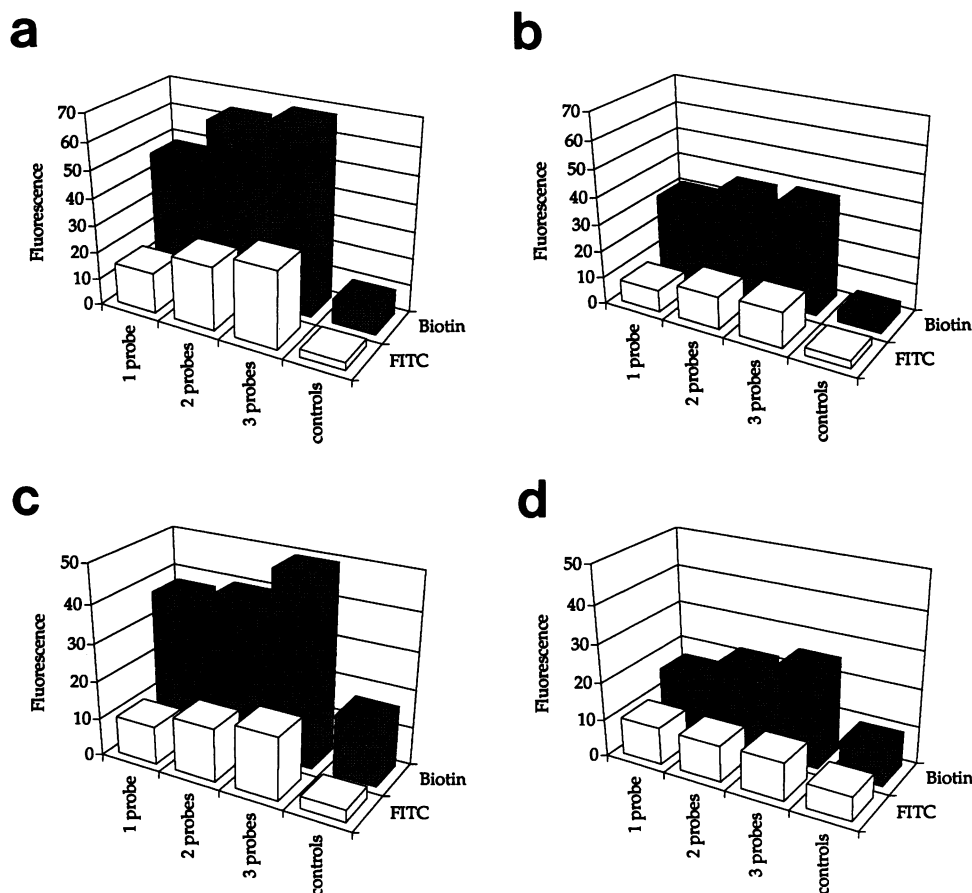 a
70
60
50
40
30
20
10
0
Fluorescence
1 probe
2 probes
3 probes
controls
Biotin
FITC
b
70
60
50
40
30
20
10
0
Fluorescence
1 probe
2 probes
3 probes
controls
Biotin
FITC
c
50
40
30
20
10
0
Fluorescence
1 probe
2 probes
3 probes
controls
Biotin
FITC
d
50
40
30
20
10
0
Fluorescence
1 probe
2 probes
3 probes
controls
Biotin
FITC